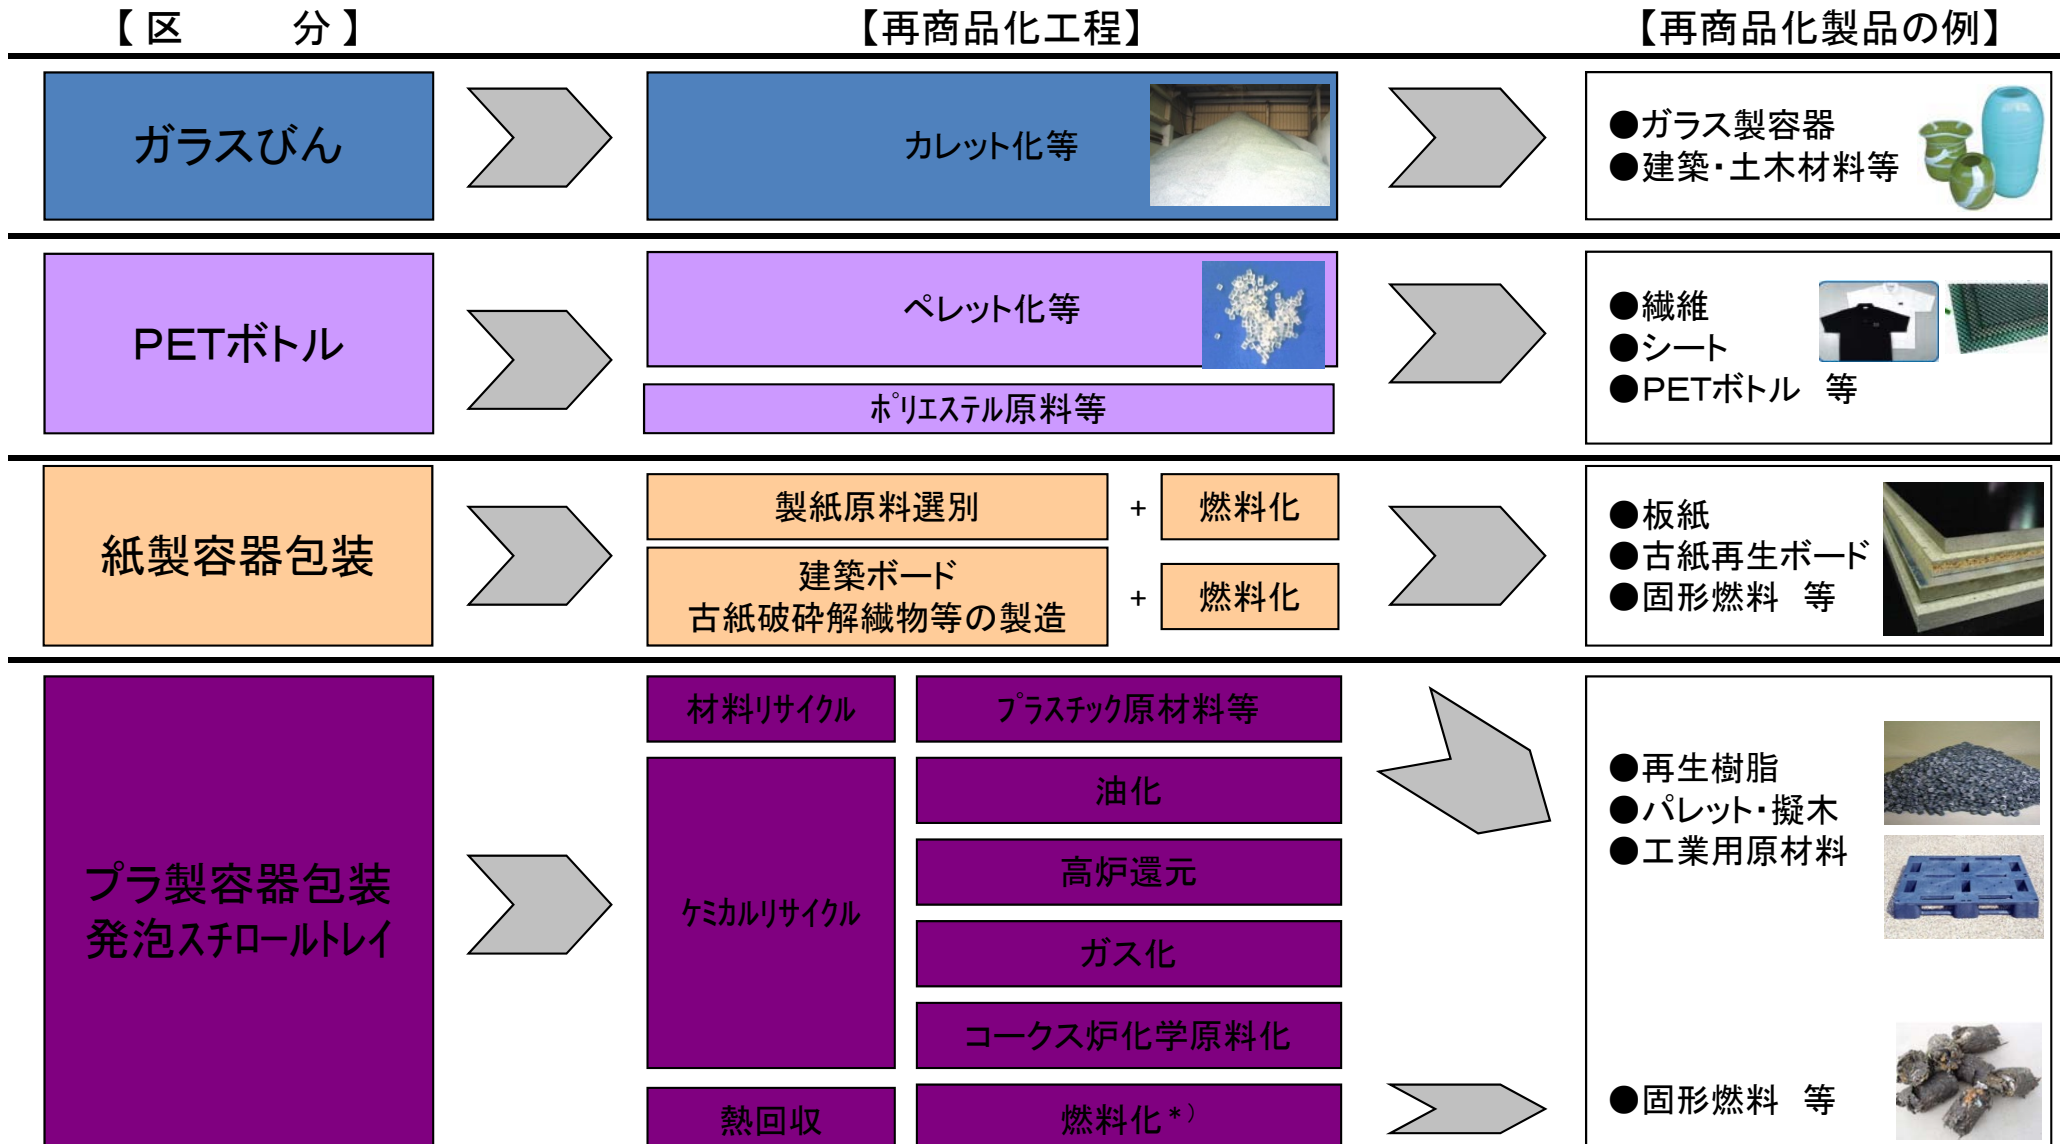 【 区　　　分 】
【再商品化工程】
【再商品化製品の例】
ガラスびん
カレット化等
●ガラス製容器
●建築・土木材料等
PETボトル
ペレット化等
ﾎﾟﾘｴｽﾃﾙ原料等
●繊維
●シート
●PETボトル　等
紙製容器包装
製紙原料選別
+
燃料化
建築ボード
古紙破砕解繊物等の製造
+
燃料化
●板紙
●古紙再生ボード
●固形燃料　等
プラ製容器包装
発泡スチロールトレイ
材料ﾘｻｲｸﾙ
ﾌﾟﾗｽﾁｯｸ原材料等
ｹﾐｶﾙﾘｻｲｸﾙ
油化
高炉還元
ガス化
コークス炉化学原料化
熱回収
燃料化*)
●再生樹脂
●パレット・擬木
●工業用原材料
●固形燃料　等